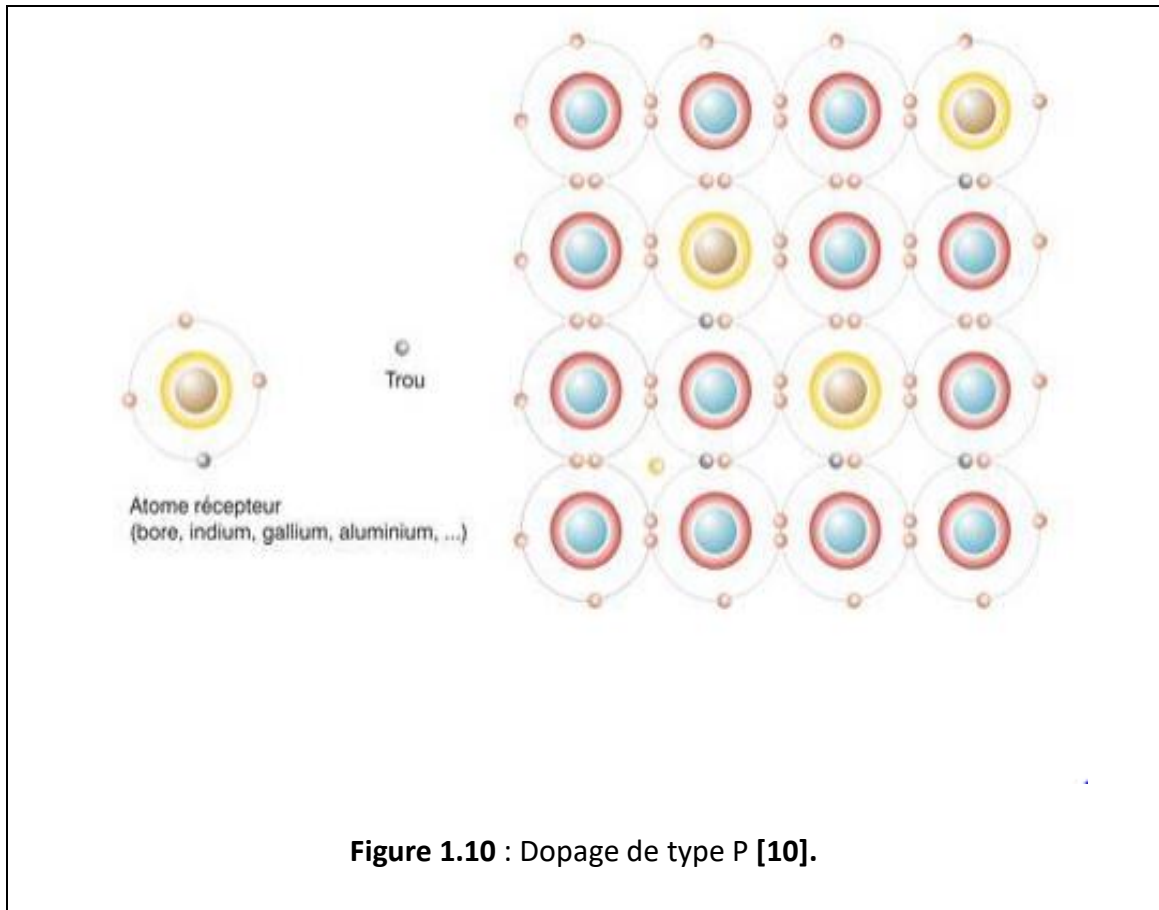 Trou
Atome récepteur
(bore, indium, gallium, aluminium, ...)
Figure 1.10 : Dopage de type P [10].